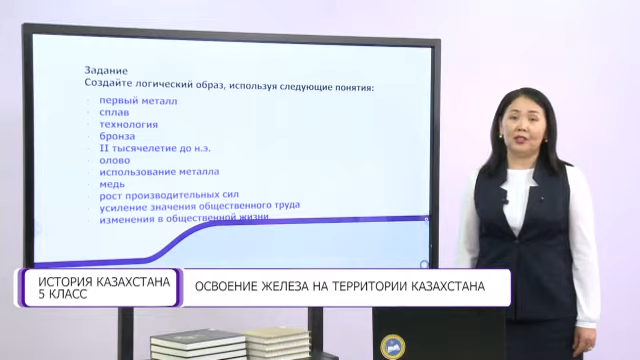 Задание
Создайте логический образ, используя следующие понятия:
первый металл
сплав
технология
бронза
II тысячелетие до н.э.
олово
использование металла
медь
рост производительных сил
усиление значения общественного труда
изменения в общественной жизни
ИСТОРИЯ КАЗАХСТАНА
5 КЛАСС
ОСВОЕНИЕ ЖЕЛЕЗА НА ТЕРРИТОРИИ КАЗАХСТАНА